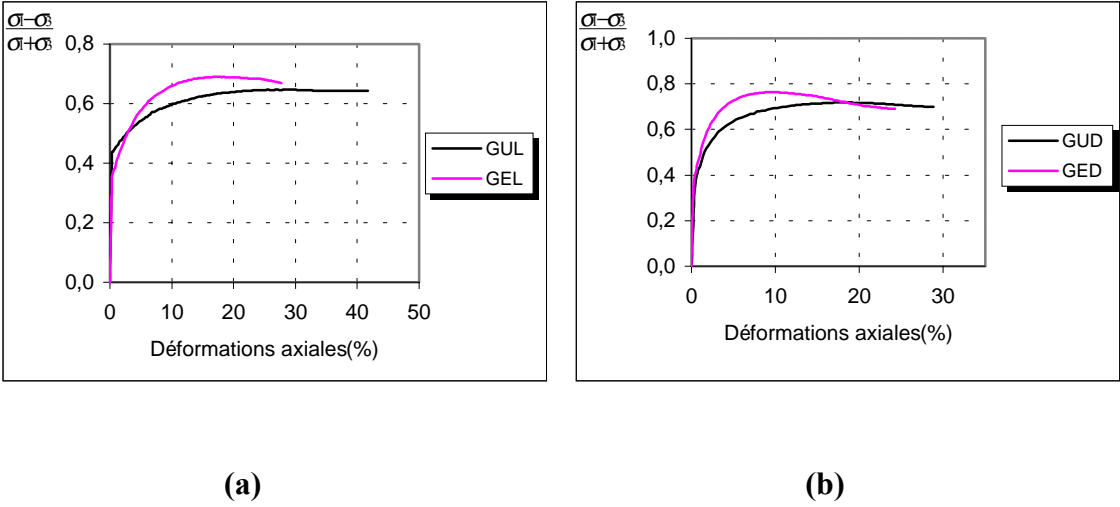 σ1−σ3
σ1+σ3
0,8
0,6
0,4
0,2
0,0
0 10 20 30 40 50
Déformations axiales(%)
GUL
GEL
(a)
σ1−σ3
σ1+σ3
1,0
0,8
0,6
0,4
0,2
0,0
0 10 20 30
Déformations axiales(%)
GUD
GED
(b)